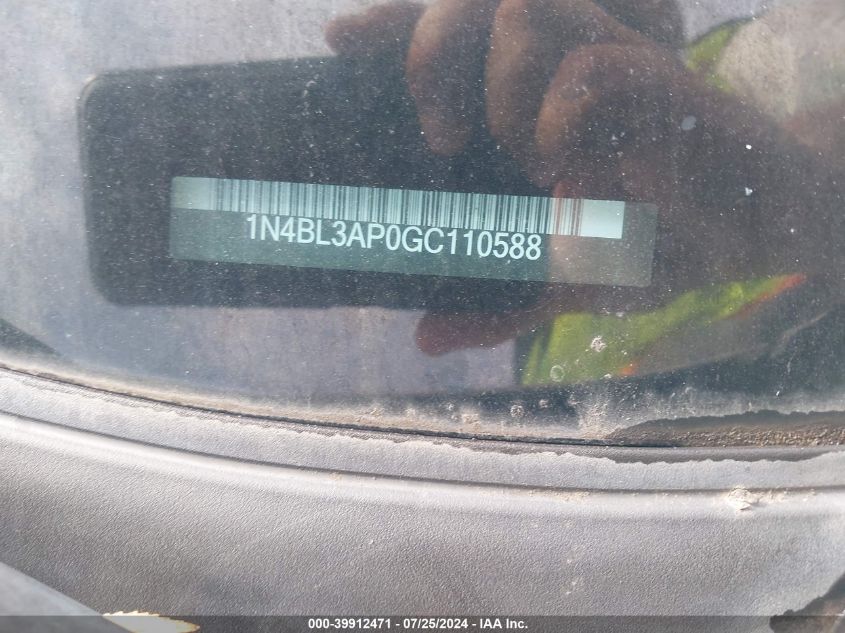 1N4BL3AP0GC110588
000-39912471 - 07/25/2024 - IAA Inc.